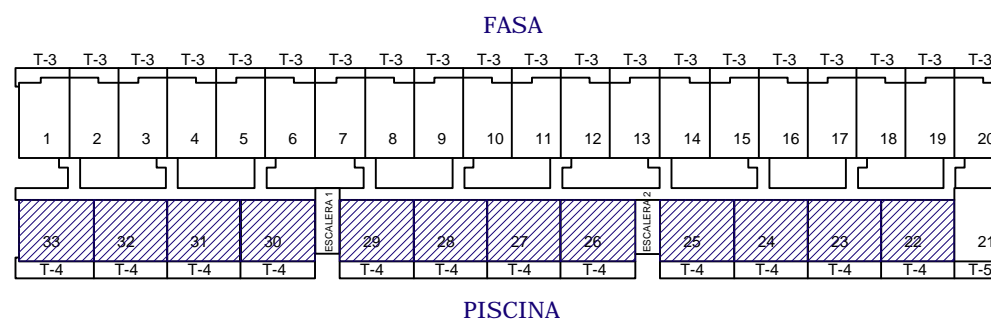 FASA
T-3 T-3 T-3 T-3 T-3 T-3 T-3 T-3 T-3 T-3 T-3 T-3 T-3 T-3 T-3 T-3 T-3 T-3 T-3 T-3
1 2 3 4 5 6 7 8 9 10 11 12 13 14 15 16 17 18 19 20
ESCALERA 1
ESCALERA 2
33 32 31 30 29 28 27 26 25 24 23 22 21
T-4 T-4 T-4 T-4 T-4 T-4 T-4 T-4 T-4 T-4 T-4 T-4 T-5
PISCINA